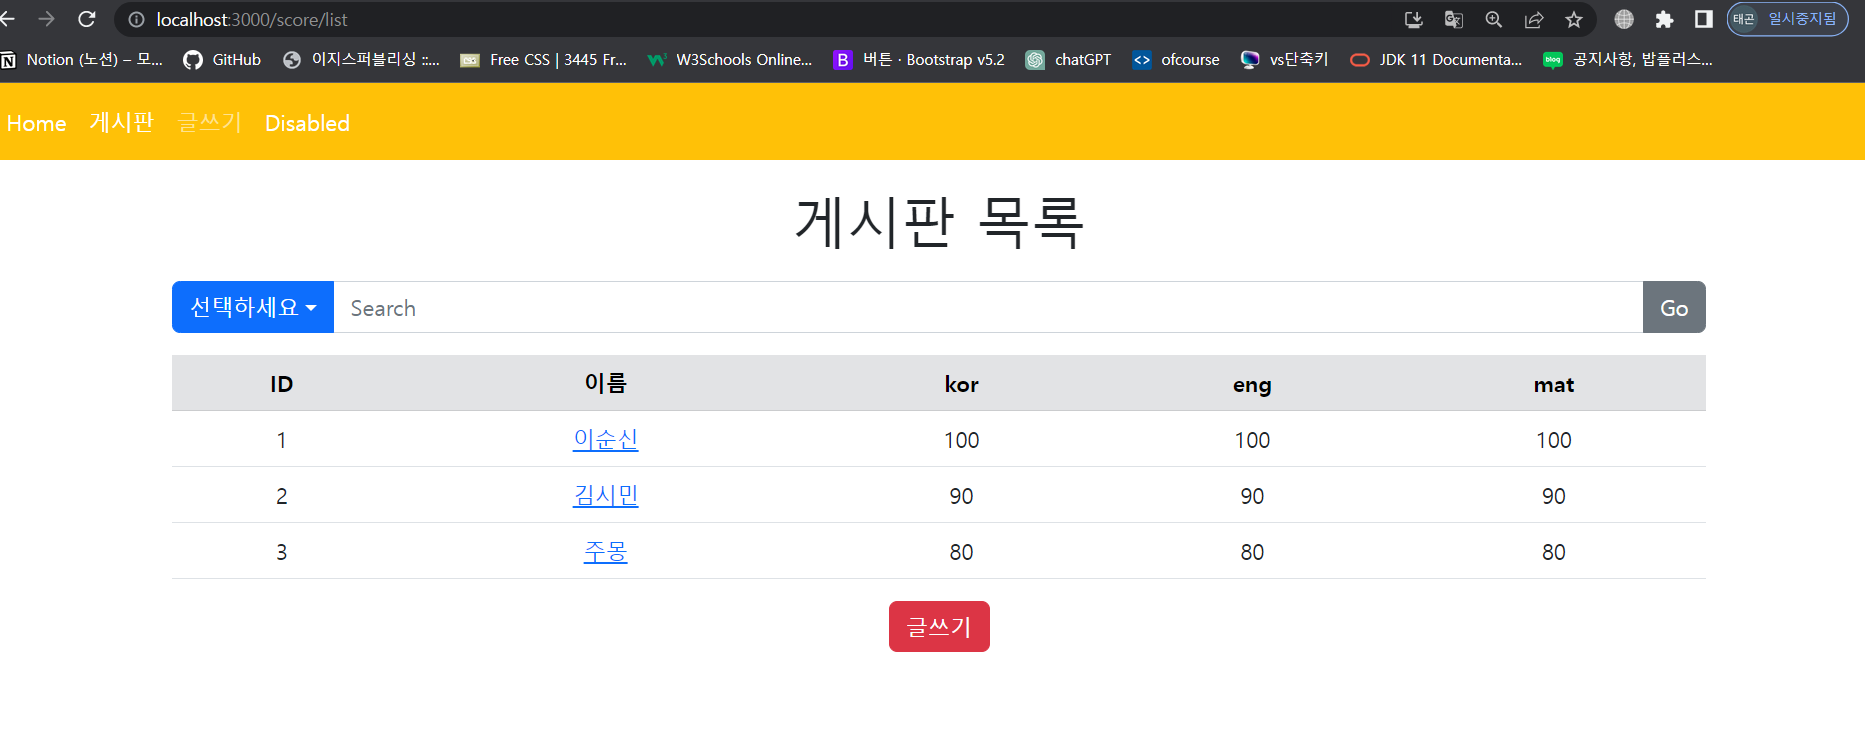 localhost:3000/score/list
태곤 일시중지됨
Notion (노션) – 모... GitHub 이지스퍼블리싱 ::... Free CSS | 3445 Fr... W3Schools Online... 버튼 · Bootstrap v5.2 chatGPT ofcourse vs단축키 JDK 11 Documenta... blog 공지사항, 밥플러스...
Home 게시판 글쓰기 Disabled
게시판 목록
선택하세요 Search Go
ID 이름 kor eng mat
1 이순신 100 100 100
2 김시민 90 90 90
3 주몽 80 80 80
글쓰기